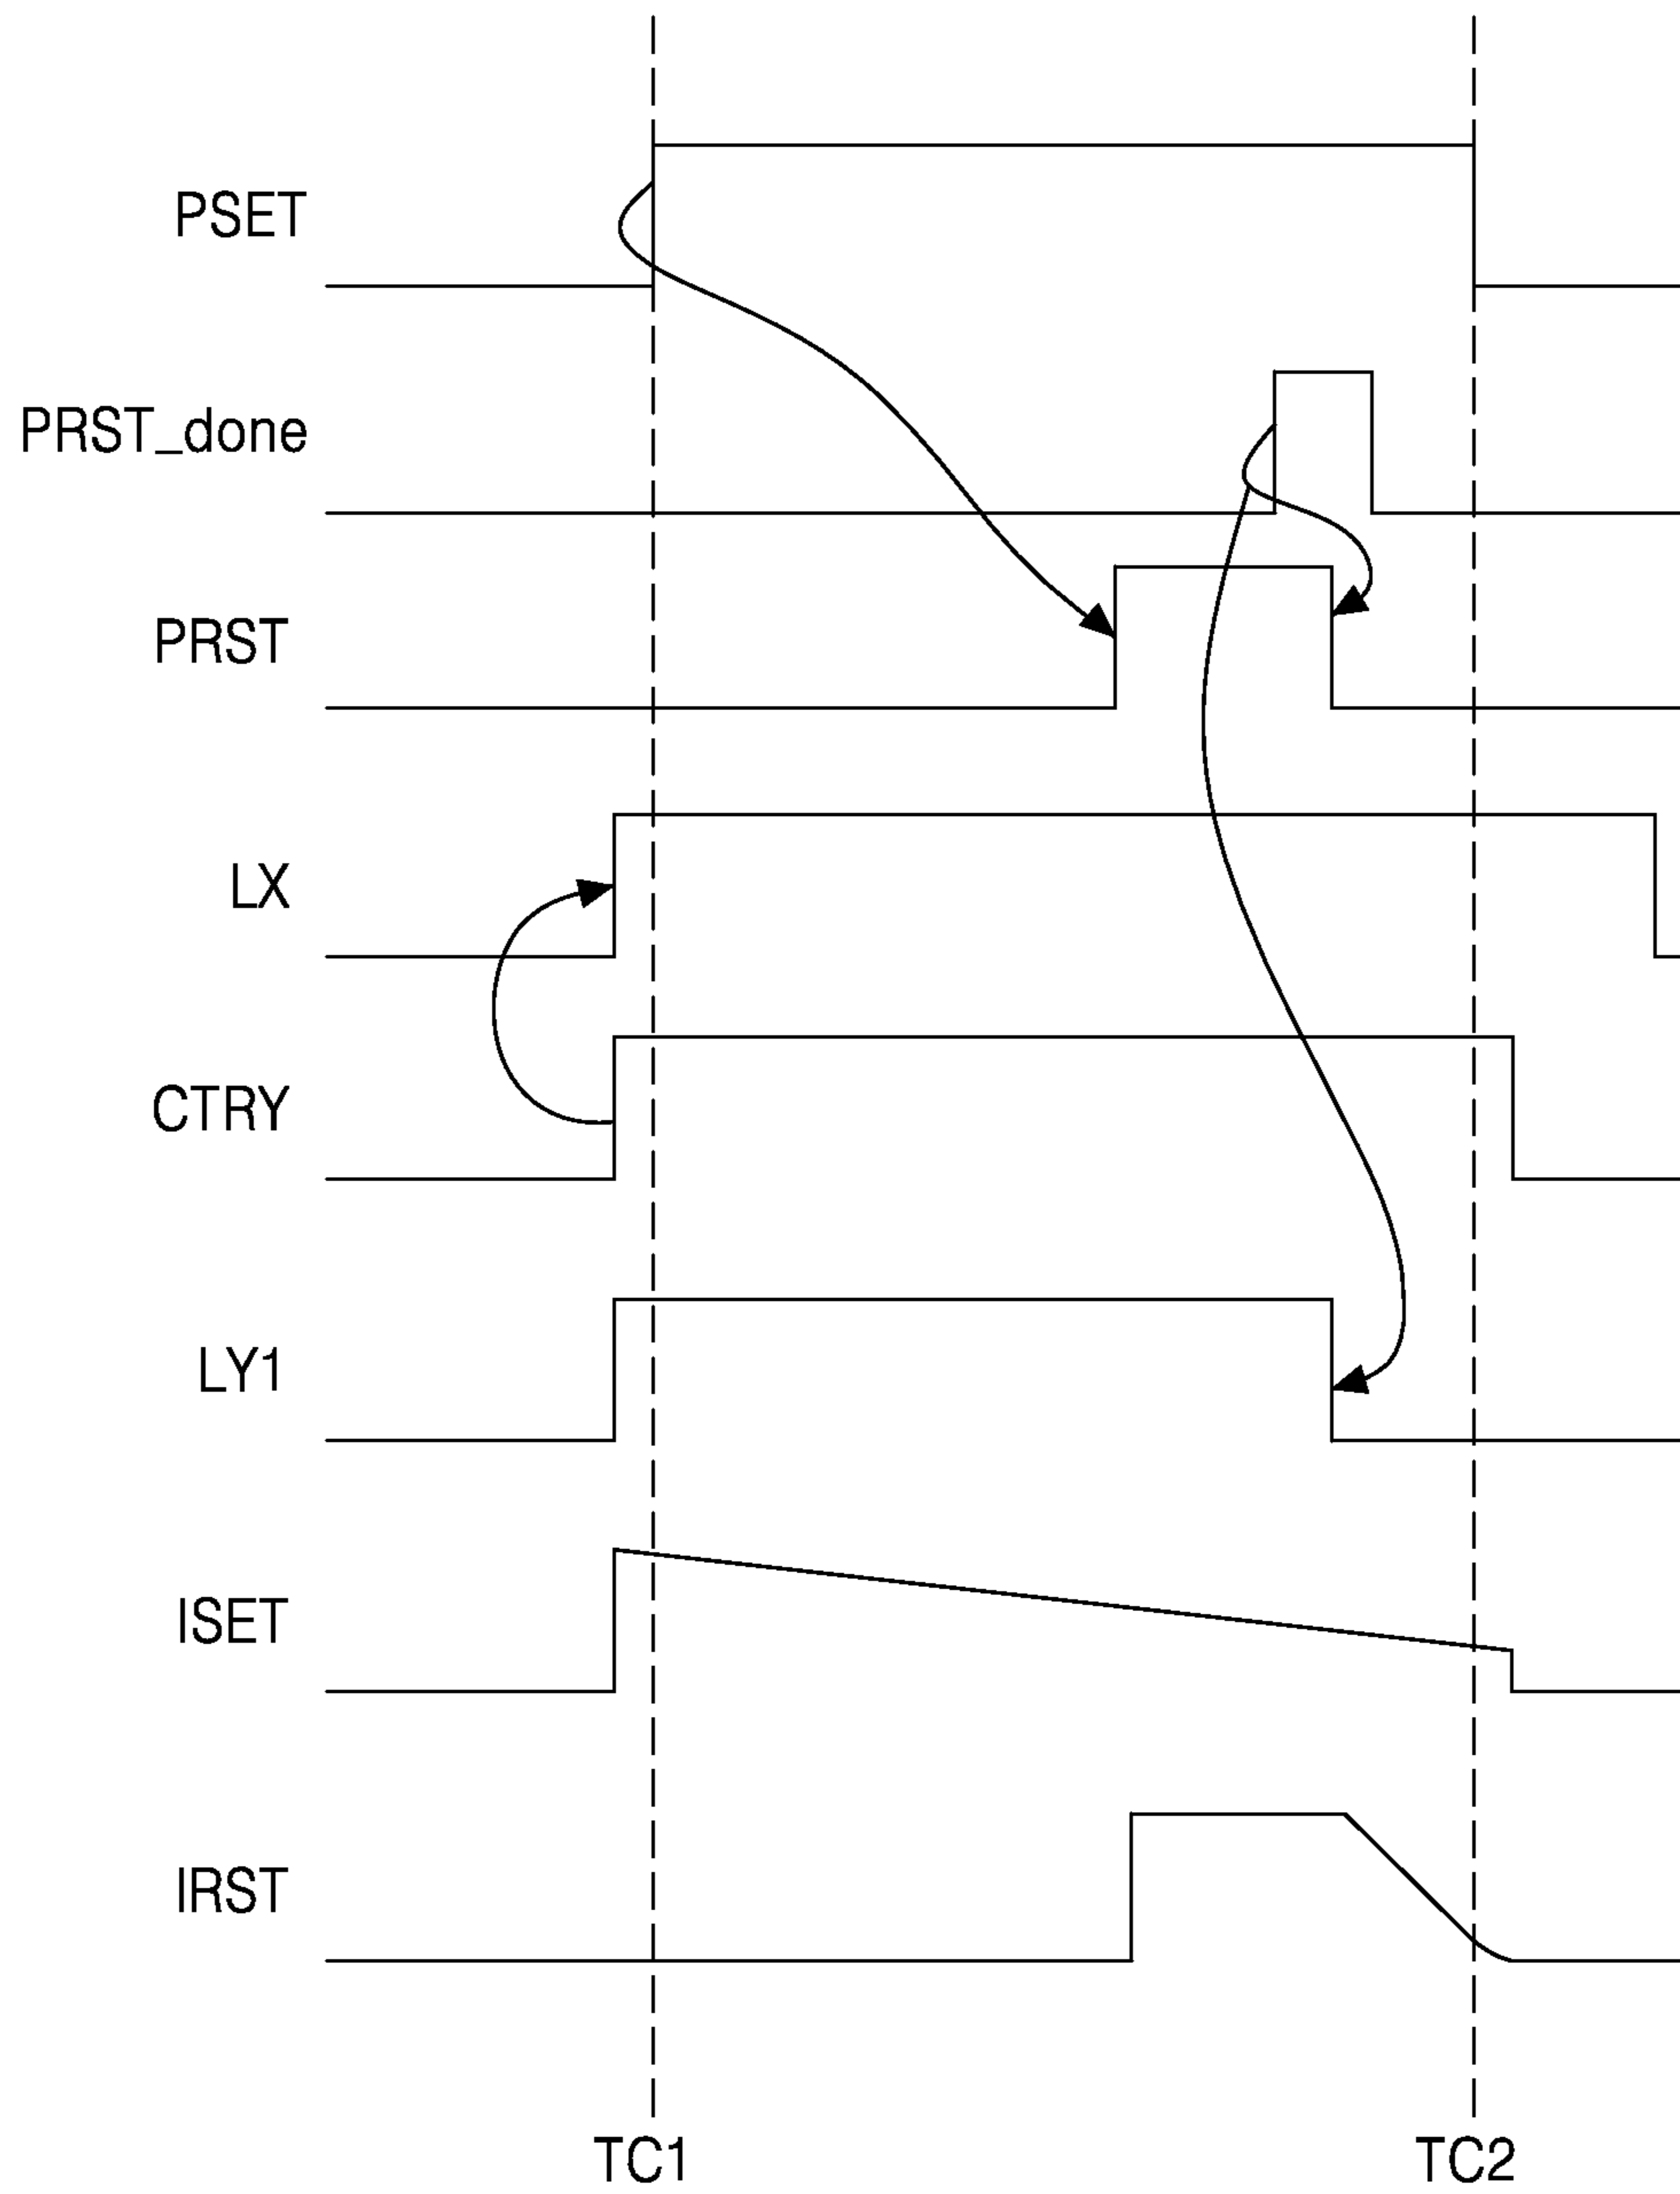 PSET
PRST_done
PRST
LX
CTRY
LY1
ISET
IRST
TC1 TC2